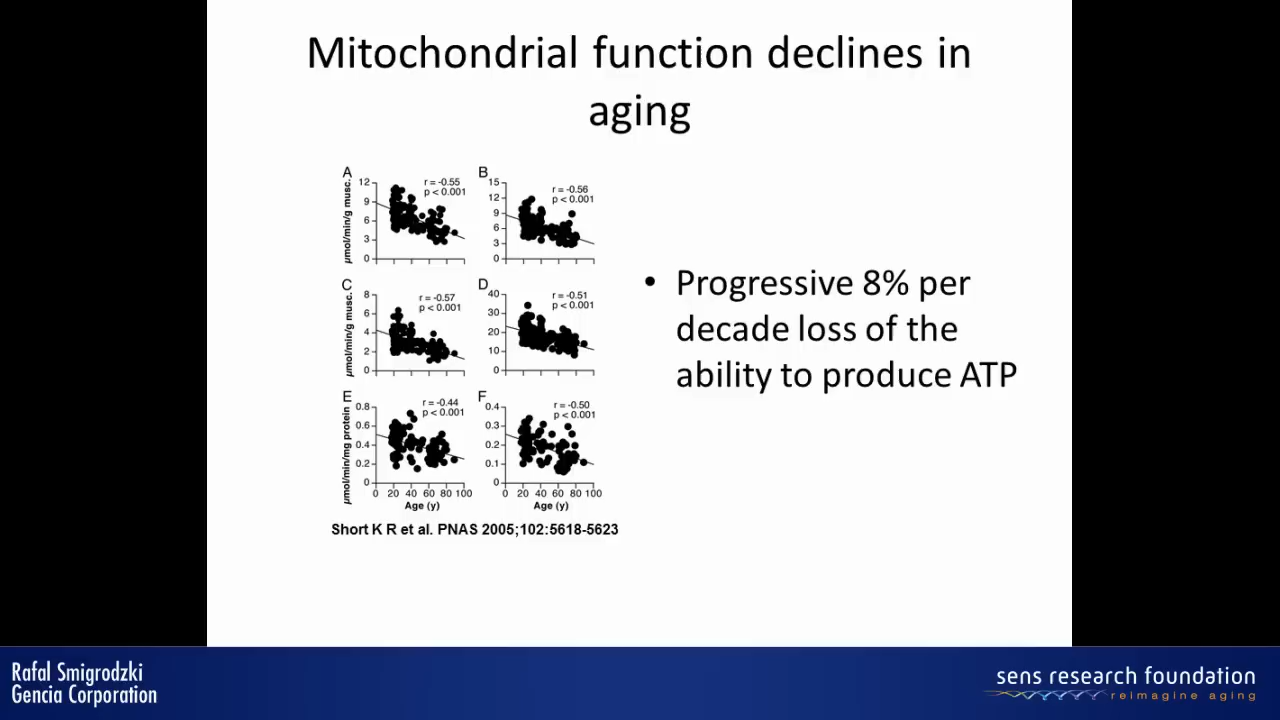 Mitochondrial function declines in
aging
A
12
9
6
3
0
µmol/min/g musc.
r = -0.55
p < 0.001
B
15
12
9
6
3
0
r = -0.56
p < 0.001
C
8
6
4
2
0
µmol/min/g musc.
r = -0.57
p < 0.001
D
40
30
20
10
0
r = -0.51
p < 0.001
E
0.8
0.6
0.4
0.2
0
µmol/min/mg protein
r = -0.44
p < 0.001
0 20 40 60 80 100
Age (y)
F
0.4
0.3
0.2
0.1
0
r = -0.50
p < 0.001
0 20 40 60 80 100
Age (y)
Short K R et al. PNAS 2005;102:5618-5623
• Progressive 8% per
decade loss of the
ability to produce ATP
Rafal Smigrodzki
Gencia Corporation
sens research foundation
reimagine aging